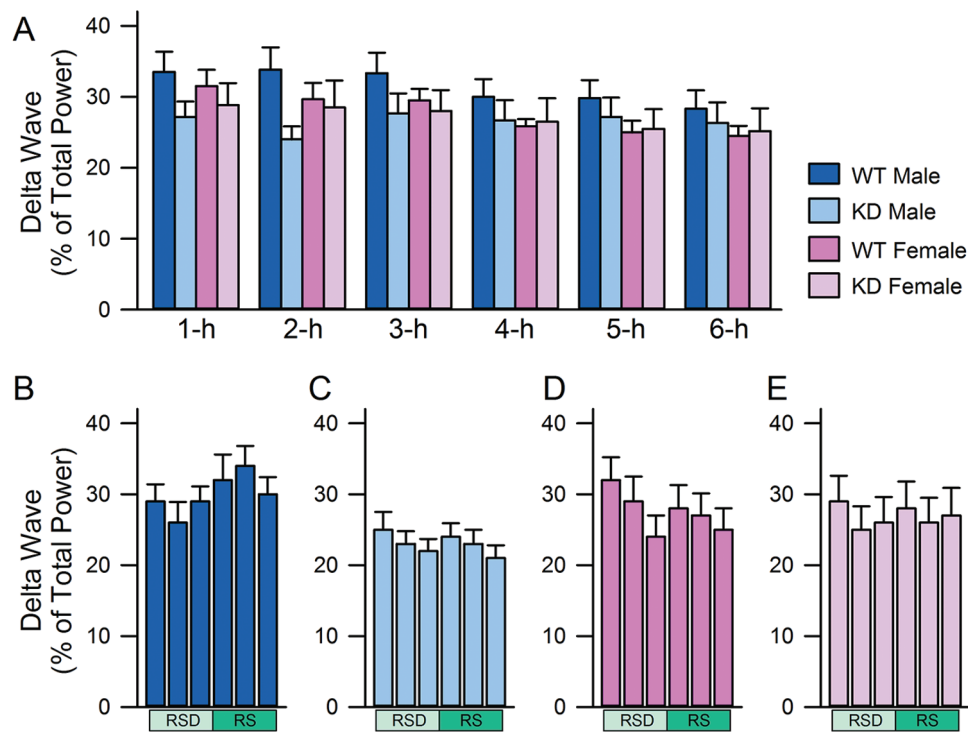 A
Delta Wave
(% of Total Power)
40
30
20
10
0
1-h 2-h 3-h 4-h 5-h 6-h
WT Male
KD Male
WT Female
KD Female
B
Delta Wave
(% of Total Power)
40
30
20
10
0
RSD RS
C
40
30
20
10
0
RSD RS
D
40
30
20
10
0
RSD RS
E
40
30
20
10
0
RSD RS